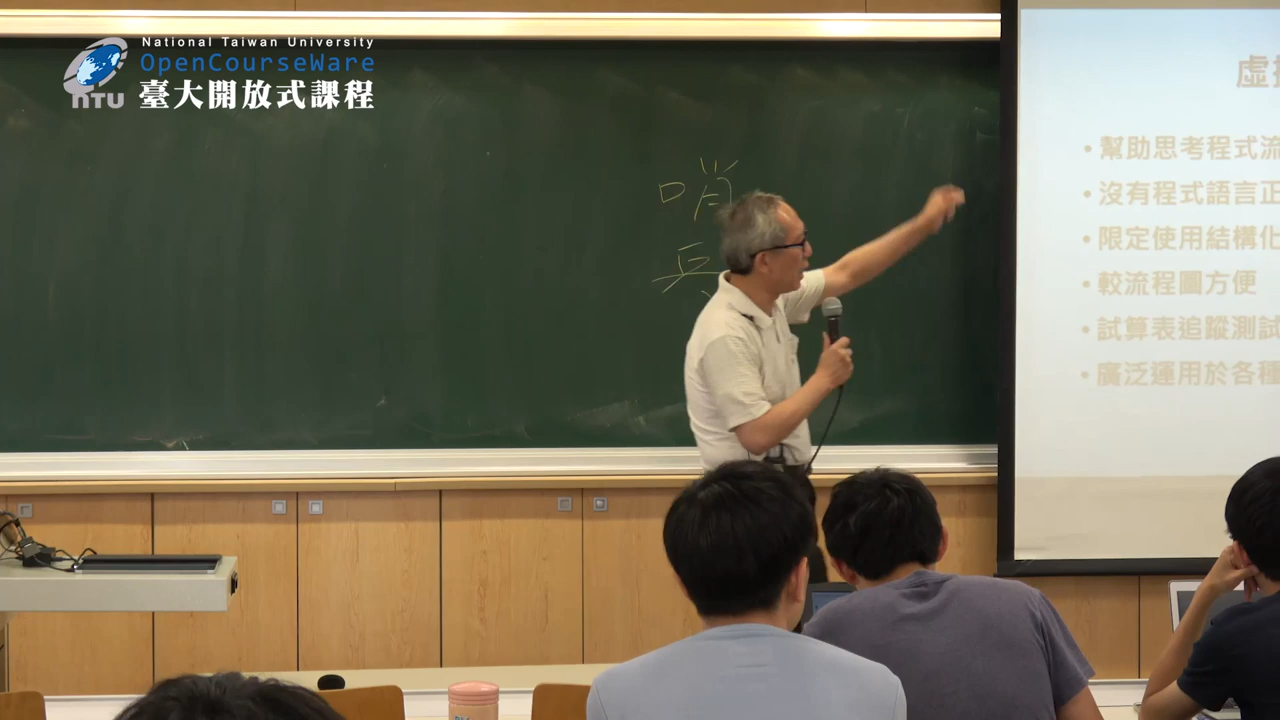 National Taiwan University
OpenCourseWare
NTU
臺大開放式課程
哨
兵
虛
• 幫助思考程式流
• 沒有程式語言正
• 限定使用結構化
• 較流程圖方便
• 試算表追蹤測試
• 廣泛運用於各種